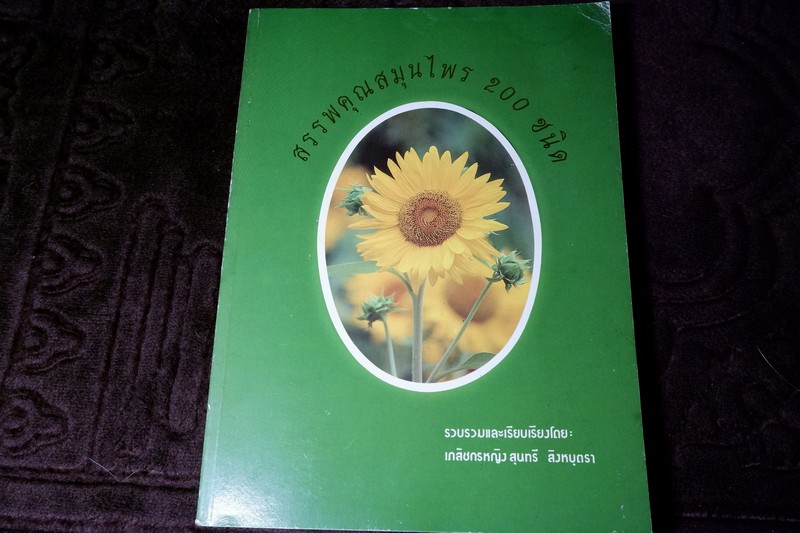 สรรพคุณสมุนไพร 200 ชนิด
รวบรวมและเรียบเรียงโดย:
เภสัชกรหญิง สุนทรี สิงหบุตรา